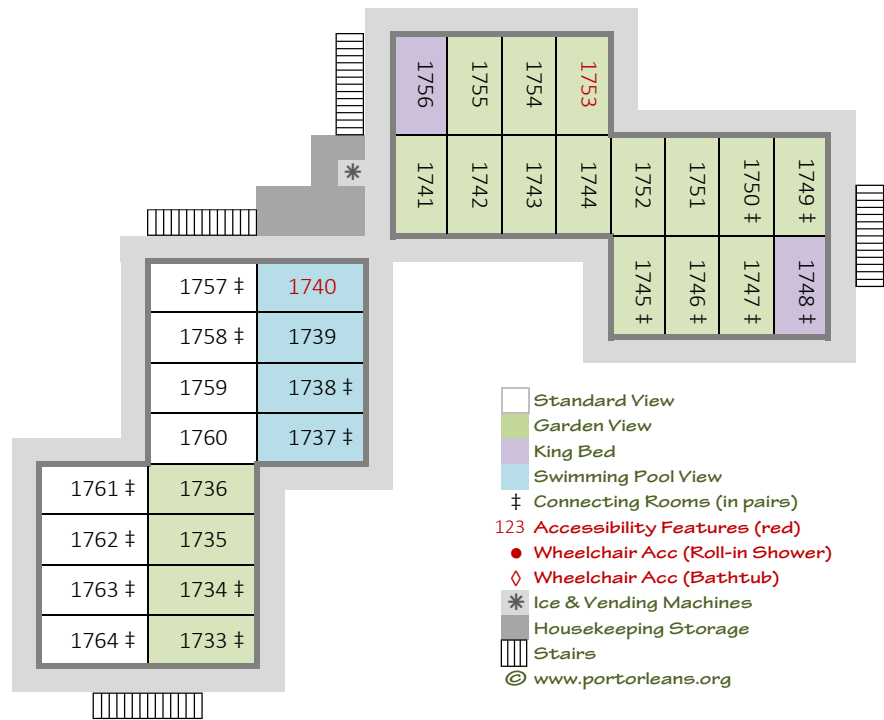 1756 1755 1754 1753
1741 1742 1743 1744 1752 1751 1750 ‡ 1749 ‡
1745 ‡ 1746 ‡ 1747 ‡ 1748 ‡
1757 ‡ 1740
1758 ‡ 1739
1759 1738 ‡
1760 1737 ‡
1761 ‡ 1736
1762 ‡ 1735
1763 ‡ 1734 ‡
1764 ‡ 1733 ‡
Standard View
Garden View
King Bed
Swimming Pool View
‡ Connecting Rooms (in pairs)
123 Accessibility Features (red)
● Wheelchair Acc (Roll-in Shower)
◊ Wheelchair Acc (Bathtub)
Ice & Vending Machines
Housekeeping Storage
Stairs
© www.portorleans.org